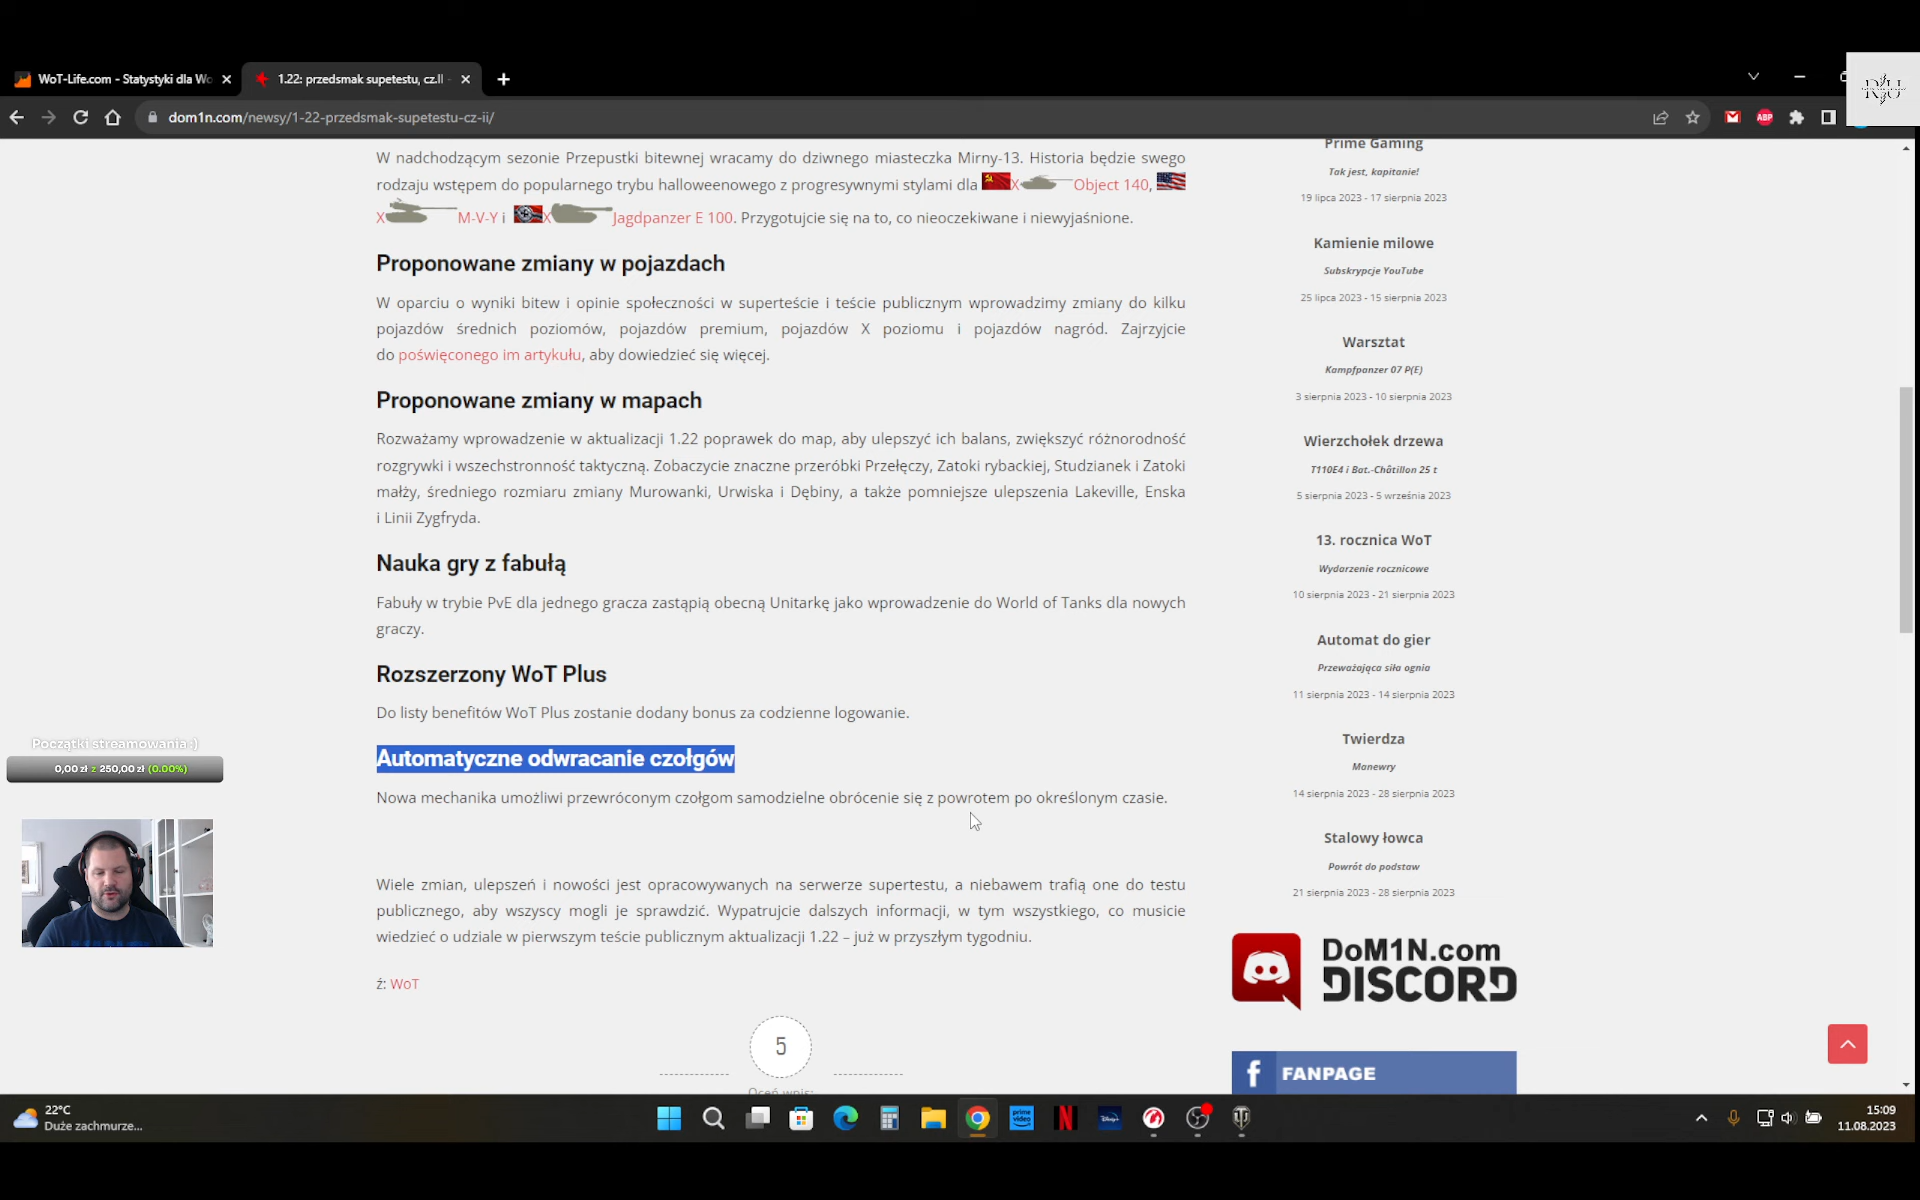 WoT-Life.com - Statystyki dla Wo
1.22: przedsmak supetestu, cz.II -
dom1n.com/newsy/1-22-przedsmak-supetestu-cz-ii/
ABP
W nadchodzącym sezonie Przepustki bitewnej wracamy do dziwnego miasteczka Mirny-13. Historia będzie swego
rodzaju wstępem do popularnego trybu halloweenowego z progresywnymi stylami dla X Object 140,
X M-V-Y i X Jagdpanzer E 100. Przygotujcie się na to, co nieoczekiwane i niewyjaśnione.
Proponowane zmiany w pojazdach
W oparciu o wyniki bitew i opinie społeczności w superteście i teście publicznym wprowadzimy zmiany do kilku
pojazdów średnich poziomów, pojazdów premium, pojazdów X poziomu i pojazdów nagród. Zajrzyjcie
do poświęconego im artykułu, aby dowiedzieć się więcej.
Proponowane zmiany w mapach
Rozważamy wprowadzenie w aktualizacji 1.22 poprawek do map, aby ulepszyć ich balans, zwiększyć różnorodność
rozgrywki i wszechstronność taktyczną. Zobaczycie znaczne przeróbki Przełęczy, Zatoki rybackiej, Studzianek i Zatoki
małży, średniego rozmiaru zmiany Murowanki, Urwiska i Dębiny, a także pomniejsze ulepszenia Lakeville, Enska
i Linii Zygfryda.
Nauka gry z fabułą
Fabuły w trybie PvE dla jednego gracza zastąpią obecną Unitarkę jako wprowadzenie do World of Tanks dla nowych
graczy.
Rozszerzony WoT Plus
Do listy benefitów WoT Plus zostanie dodany bonus za codzienne logowanie.
Automatyczne odwracanie czołgów
Nowa mechanika umożliwi przewróconym czołgom samodzielne obrócenie się z powrotem po określonym czasie.
Wiele zmian, ulepszeń i nowości jest opracowywanych na serwerze supertestu, a niebawem trafią one do testu
publicznego, aby wszyscy mogli je sprawdzić. Wypatrujcie dalszych informacji, w tym wszystkiego, co musicie
wiedzieć o udziale w pierwszym teście publicznym aktualizacji 1.22 – już w przyszłym tygodniu.
ź: WoT
5
Oceń wpis:
Prime Gaming
Tak jest, kapitanie!
19 lipca 2023 - 17 sierpnia 2023
Kamienie milowe
Subskrypcje YouTube
25 lipca 2023 - 15 sierpnia 2023
Warsztat
Kampfpanzer 07 P(E)
3 sierpnia 2023 - 10 sierpnia 2023
Wierzchołek drzewa
T110E4 i Bat.-Châtillon 25 t
5 sierpnia 2023 - 5 września 2023
13. rocznica WoT
Wydarzenie rocznicowe
10 sierpnia 2023 - 21 sierpnia 2023
Automat do gier
Przeważająca siła ognia
11 sierpnia 2023 - 14 sierpnia 2023
Twierdza
Manewry
14 sierpnia 2023 - 28 sierpnia 2023
Stalowy łowca
Powrót do podstaw
21 sierpnia 2023 - 28 sierpnia 2023
DoM1N.com
DISCORD
f FANPAGE
Początki streamowania :)
0,00 zł z 250,00 zł (0.00%)
22°C
Duże zachmurze...
prime video
N
Disney+
15:09
11.08.2023